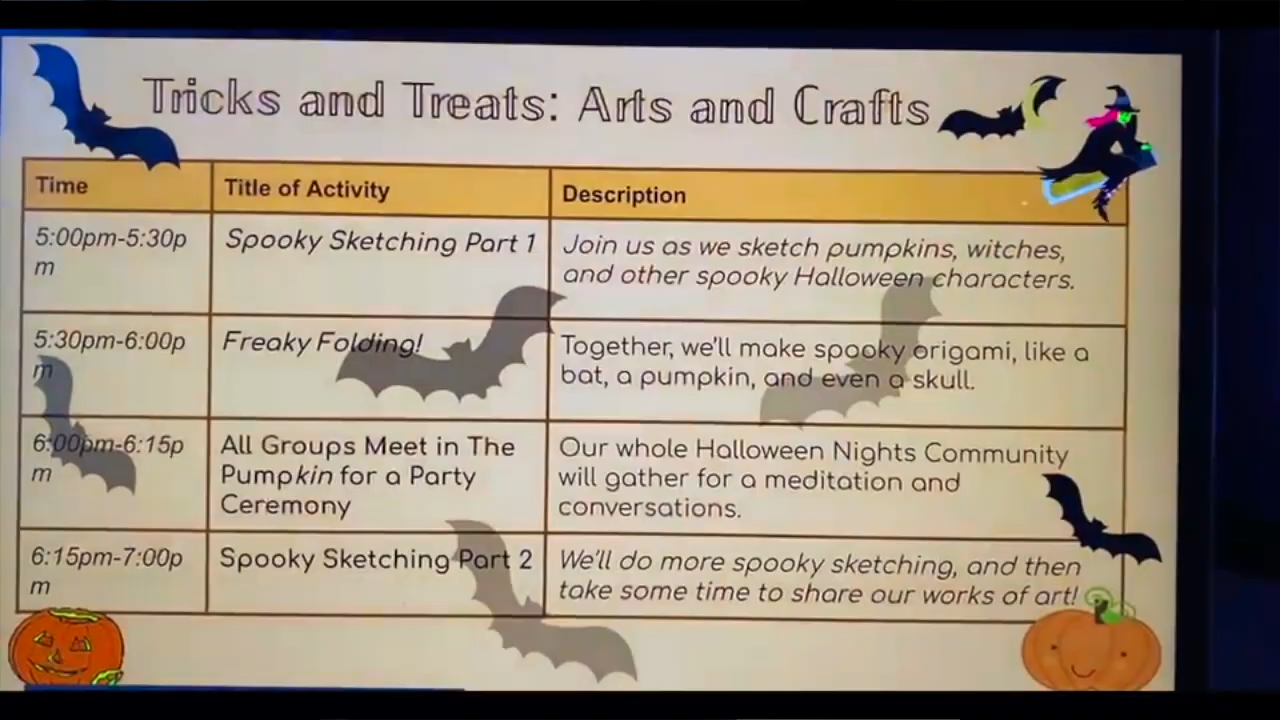 Tricks and Treats: Arts and Crafts
Time
Title of Activity
Description
5:00pm-5:30p
m
Spooky Sketching Part 1
Join us as we sketch pumpkins, witches,
and other spooky Halloween characters.
5:30pm-6:00p
m
Freaky Folding!
Together, we'll make spooky origami, like a
bat, a pumpkin, and even a skull.
6:00pm-6:15p
m
All Groups Meet in The
Pumpkin for a Party
Ceremony
Our whole Halloween Nights Community
will gather for a meditation and
conversations.
6:15pm-7:00p
m
Spooky Sketching Part 2
We'll do more spooky sketching, and then
take some time to share our works of art!